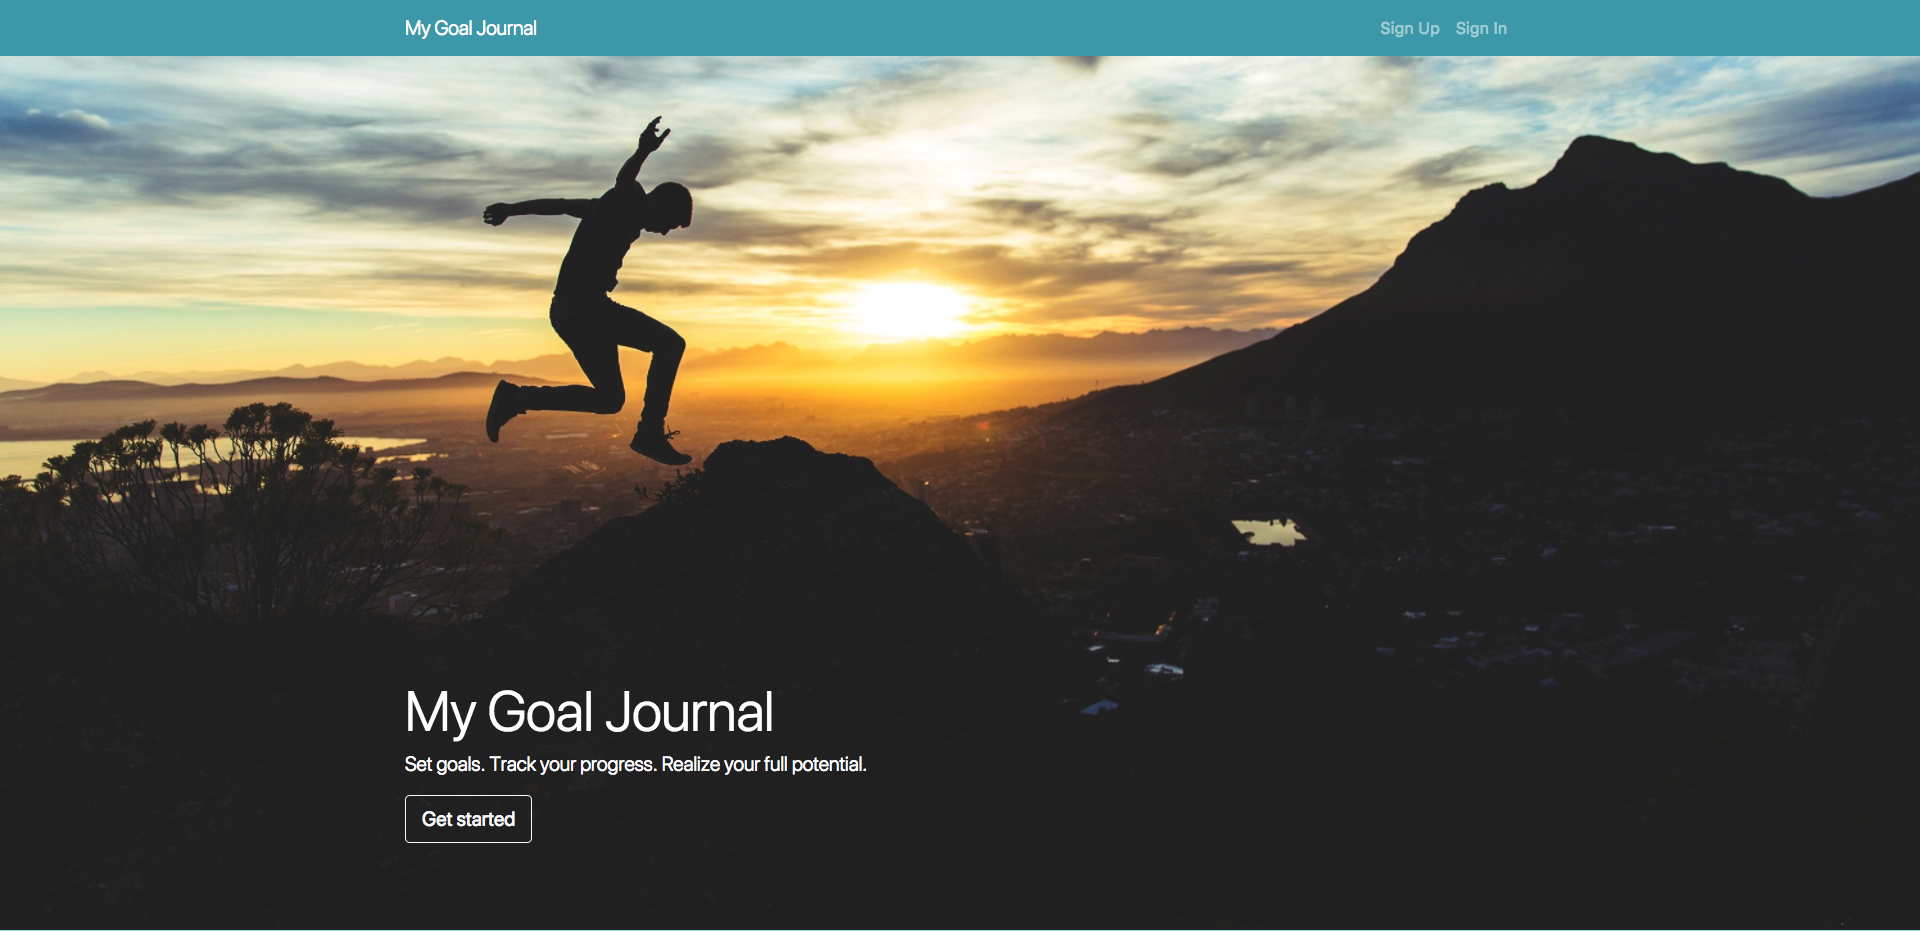 My Goal Journal
Sign Up Sign In
My Goal Journal
Set goals. Track your progress. Realize your full potential.
Get started